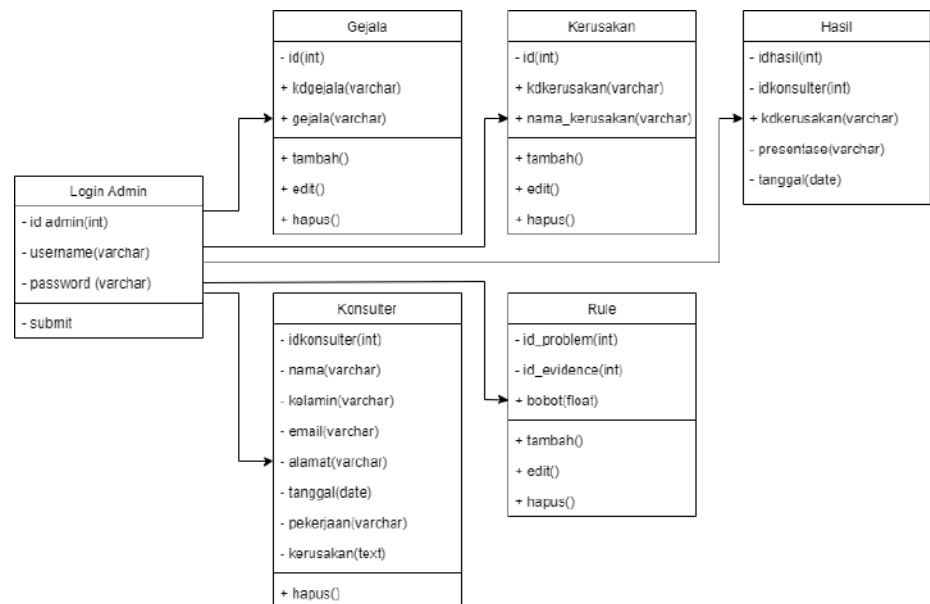 Gejala
- id(int)
+ kdgejala(varchar)
+ gejala(varchar)
+ tambah()
+ edit()
+ hapus()
Kerusakan
- id(int)
+ kdkerusakan(varchar)
+ nama_kerusakan(varchar)
+ tambah()
+ edit()
+ hapus()
Hasil
- idhasil(int)
- idkonsulter(int)
+ kdkerusakan(varchar)
- presentase(varchar)
- tanggal(date)
Login Admin
- id admin(int)
- username(varchar)
- password (varchar)
- submit
Konsulter
- idkonsulter(int)
- nama(varchar)
- kelamin(varchar)
- email(varchar)
- alamat(varchar)
- tanggal(date)
- pekerjaan(varchar)
- kerusakan(text)
+ hapus()
Rule
- id_problem(int)
- id_evidence(int)
+ bobot(float)
+ tambah()
+ edit()
+ hapus()